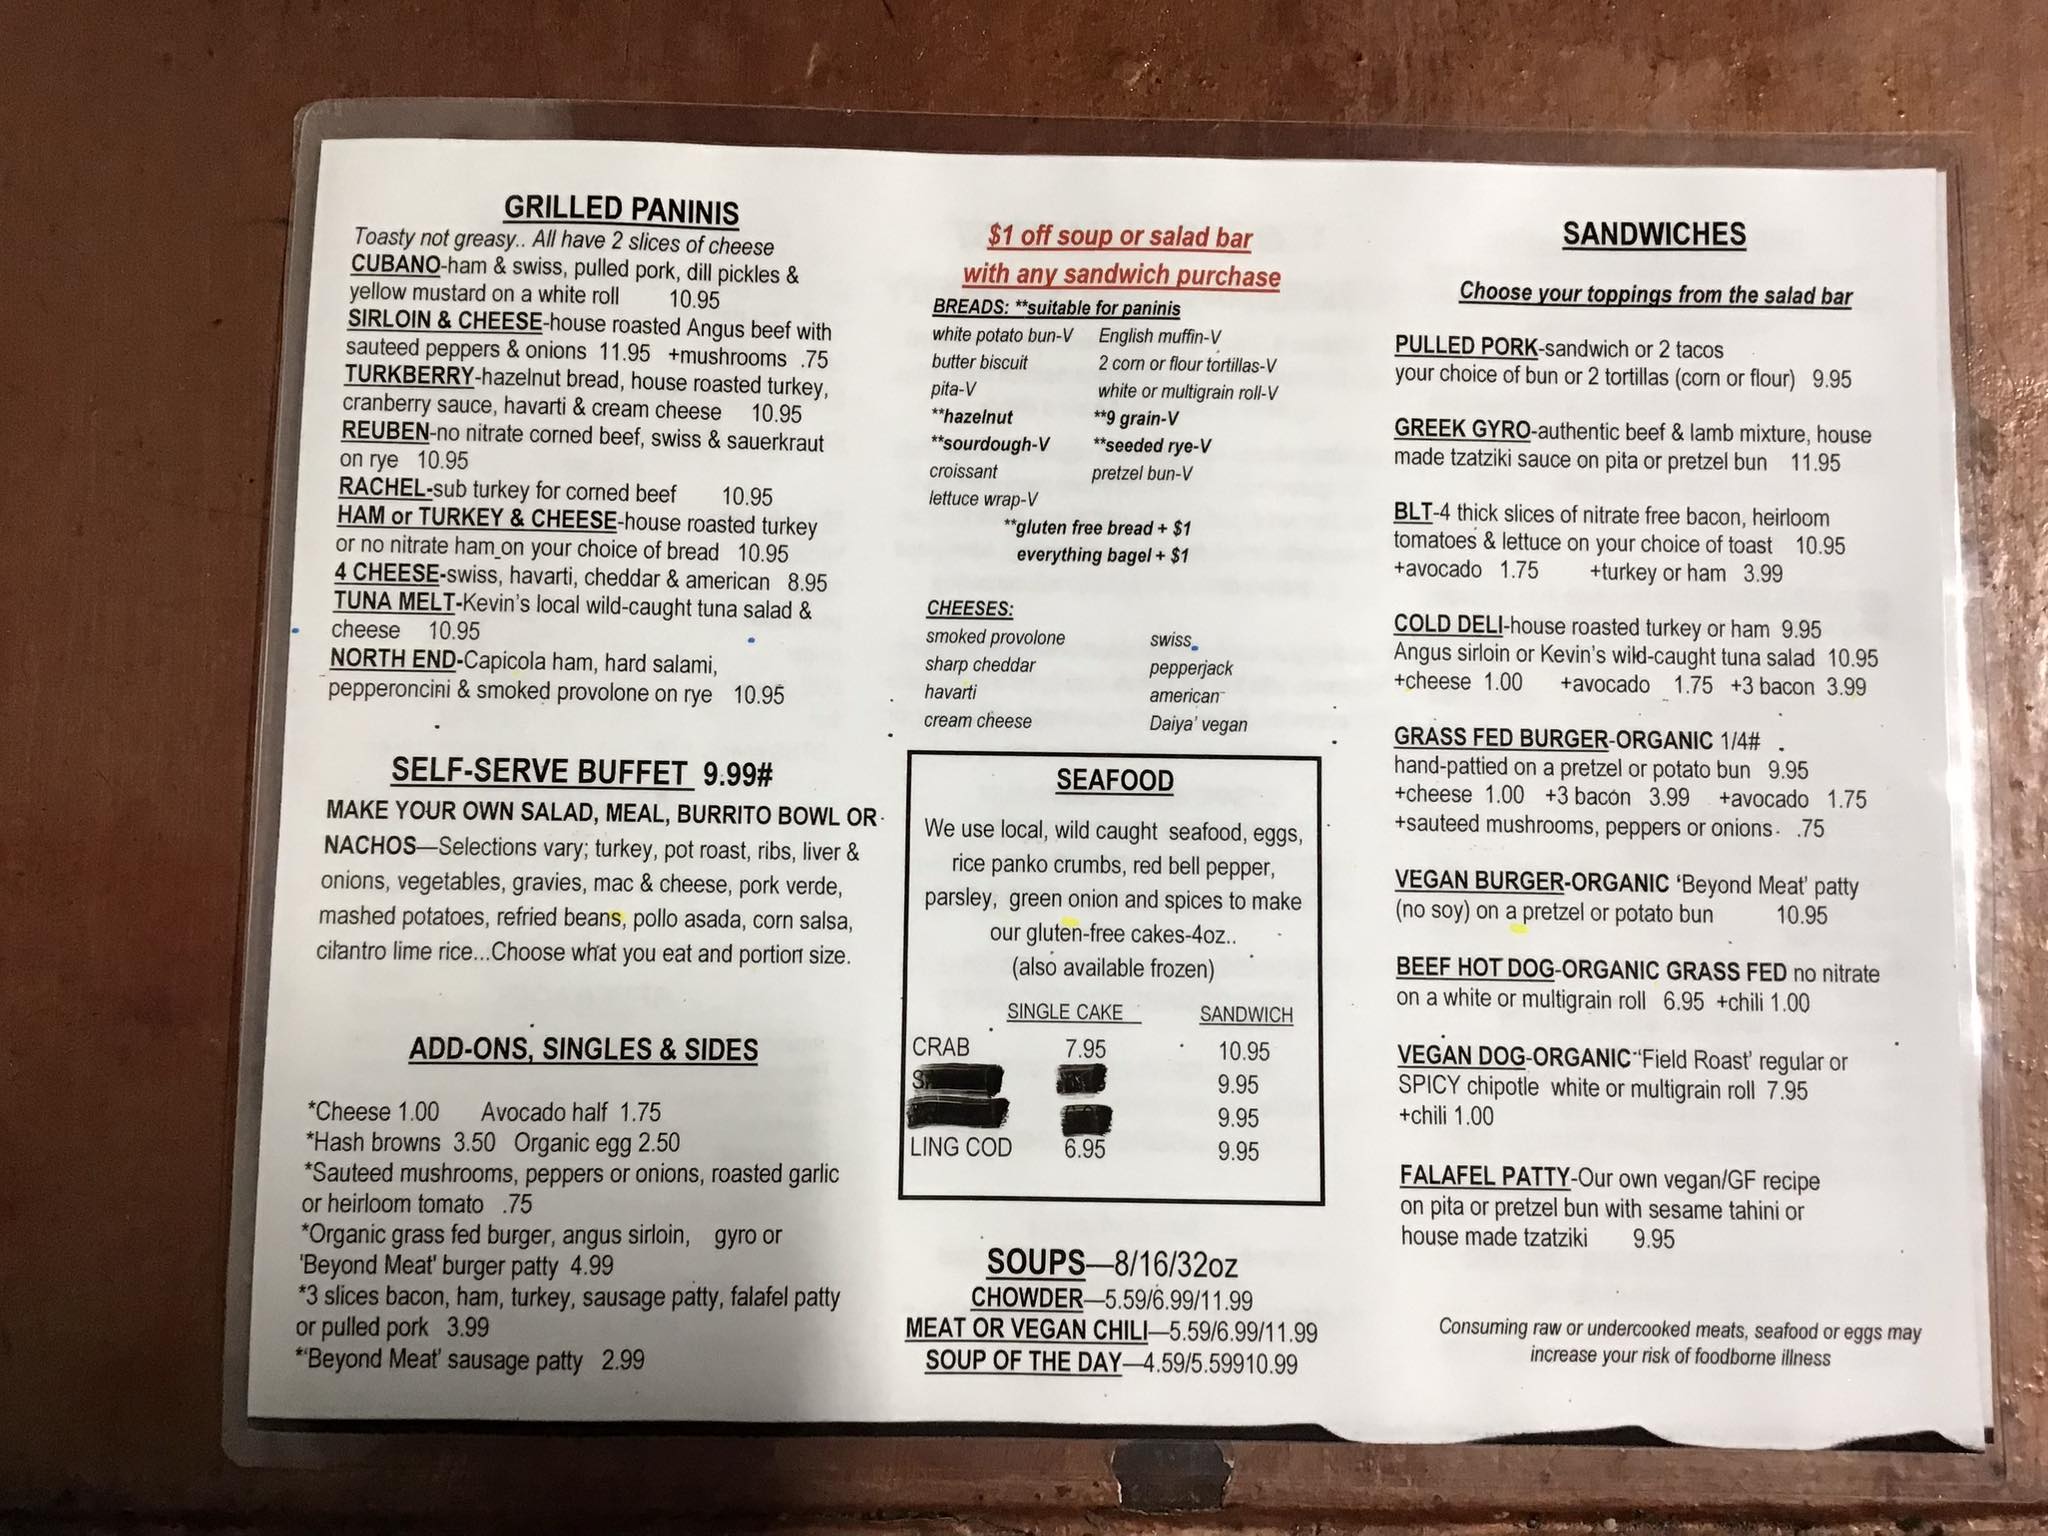 GRILLED PANINIS
Toasty not greasy.. All have 2 slices of cheese
CUBANO-ham & swiss, pulled pork, dill pickles &
yellow mustard on a white roll 10.95
SIRLOIN & CHEESE-house roasted Angus beef with
sauteed peppers & onions 11.95 +mushrooms .75
TURKBERRY-hazelnut bread, house roasted turkey,
cranberry sauce, havarti & cream cheese 10.95
REUBEN-no nitrate corned beef, swiss & sauerkraut
on rye 10.95
RACHEL-sub turkey for corned beef 10.95
HAM or TURKEY & CHEESE-house roasted turkey
or no nitrate ham on your choice of bread 10.95
4 CHEESE-swiss, havarti, cheddar & american 8.95
TUNA MELT-Kevin's local wild-caught tuna salad &
cheese 10.95
NORTH END-Capicola ham, hard salami,
pepperoncini & smoked provolone on rye 10.95
SELF-SERVE BUFFET 9.99#
MAKE YOUR OWN SALAD, MEAL, BURRITO BOWL OR
NACHOS—Selections vary; turkey, pot roast, ribs, liver &
onions, vegetables, gravies, mac & cheese, pork verde,
mashed potatoes, refried beans, pollo asada, corn salsa,
cilantro lime rice...Choose what you eat and portion size.
ADD-ONS, SINGLES & SIDES
*Cheese 1.00 Avocado half 1.75
*Hash browns 3.50 Organic egg 2.50
*Sauteed mushrooms, peppers or onions, roasted garlic
or heirloom tomato .75
*Organic grass fed burger, angus sirloin, gyro or
'Beyond Meat' burger patty 4.99
*3 slices bacon, ham, turkey, sausage patty, falafel patty
or pulled pork 3.99
*'Beyond Meat' sausage patty 2.99
$1 off soup or salad bar
with any sandwich purchase
BREADS: **suitable for paninis
white potato bun-V English muffin-V
butter biscuit 2 corn or flour tortillas-V
pita-V white or multigrain roll-V
**hazelnut **9 grain-V
**sourdough-V **seeded rye-V
croissant pretzel bun-V
lettuce wrap-V
**gluten free bread + $1
everything bagel + $1
CHEESES:
smoked provolone swiss
sharp cheddar pepperjack
havarti american
cream cheese Daiya' vegan
SEAFOOD
We use local, wild caught seafood, eggs,
rice panko crumbs, red bell pepper,
parsley, green onion and spices to make
our gluten-free cakes-4oz..
(also available frozen)
SINGLE CAKE SANDWICH
CRAB 7.95 10.95
9.95
9.95
LING COD 6.95 9.95
SOUPS—8/16/32oz
CHOWDER—5.59/6.99/11.99
MEAT OR VEGAN CHILI—5.59/6.99/11.99
SOUP OF THE DAY—4.59/5.59910.99
SANDWICHES
Choose your toppings from the salad bar
PULLED PORK-sandwich or 2 tacos
your choice of bun or 2 tortillas (corn or flour) 9.95
GREEK GYRO-authentic beef & lamb mixture, house
made tzatziki sauce on pita or pretzel bun 11.95
BLT-4 thick slices of nitrate free bacon, heirloom
tomatoes & lettuce on your choice of toast 10.95
+avocado 1.75 +turkey or ham 3.99
COLD DELI-house roasted turkey or ham 9.95
Angus sirloin or Kevin's wild-caught tuna salad 10.95
+cheese 1.00 +avocado 1.75 +3 bacon 3.99
GRASS FED BURGER-ORGANIC 1/4#
hand-pattied on a pretzel or potato bun 9.95
+cheese 1.00 +3 bacon 3.99 +avocado 1.75
+sauteed mushrooms, peppers or onions .75
VEGAN BURGER-ORGANIC 'Beyond Meat' patty
(no soy) on a pretzel or potato bun 10.95
BEEF HOT DOG-ORGANIC GRASS FED no nitrate
on a white or multigrain roll 6.95 +chili 1.00
VEGAN DOG-ORGANIC 'Field Roast' regular or
SPICY chipotle white or multigrain roll 7.95
+chili 1.00
FALAFEL PATTY-Our own vegan/GF recipe
on pita or pretzel bun with sesame tahini or
house made tzatziki 9.95
Consuming raw or undercooked meats, seafood or eggs may
increase your risk of foodborne illness